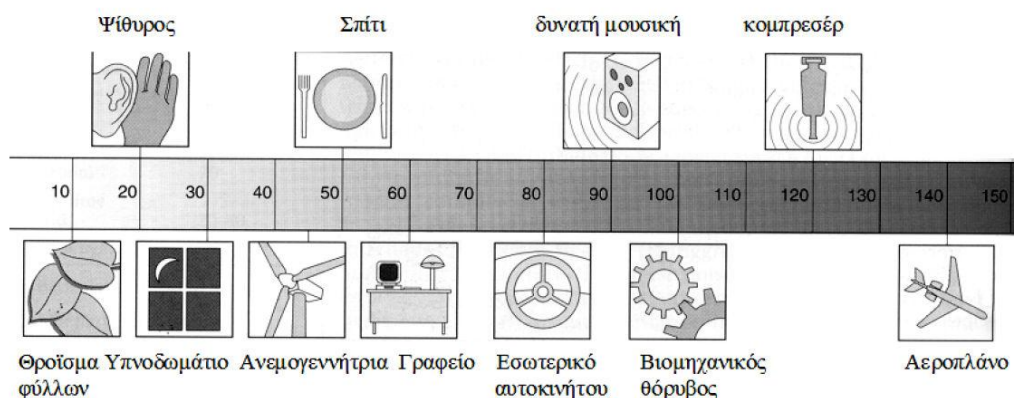 Ψίθυρος Σπίτι δυνατή μουσική κομπρεσέρ
10 20 30 40 50 60 70 80 90 100 110 120 130 140 150
Θροϊσμα Υπνοδωμάτιο Ανεμογεννήτρια Γραφείο Εσωτερικό Βιομηχανικός Αεροπλάνο
φύλλων αυτοκινήτου θόρυβος